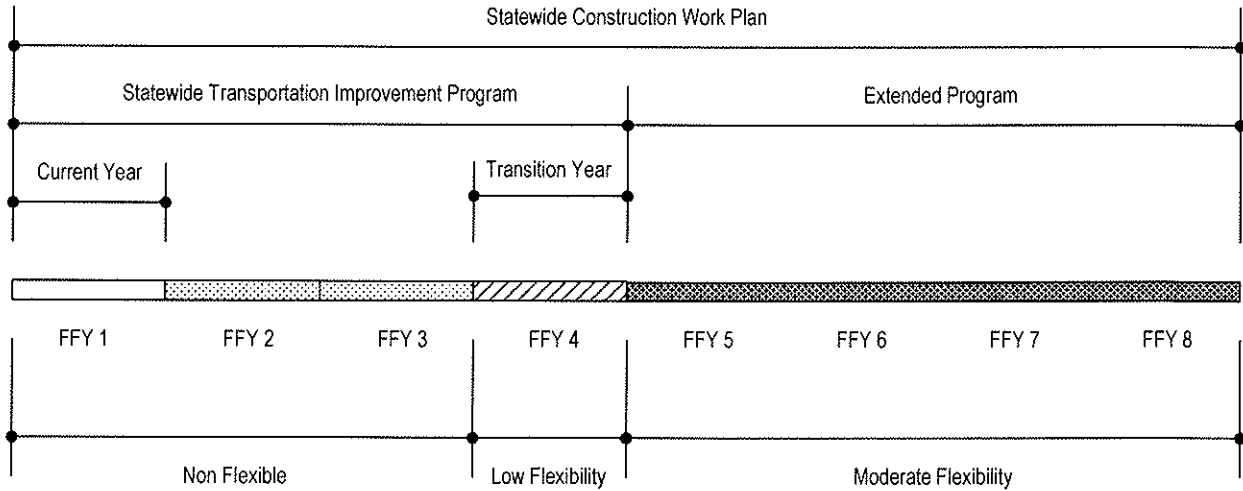 Statewide Construction Work Plan
Statewide Transportation Improvement Program
Extended Program
Current Year
Transition Year
FFY 1
FFY 2
FFY 3
FFY 4
FFY 5
FFY 6
FFY 7
FFY 8
Non Flexible
Low Flexibility
Moderate Flexibility